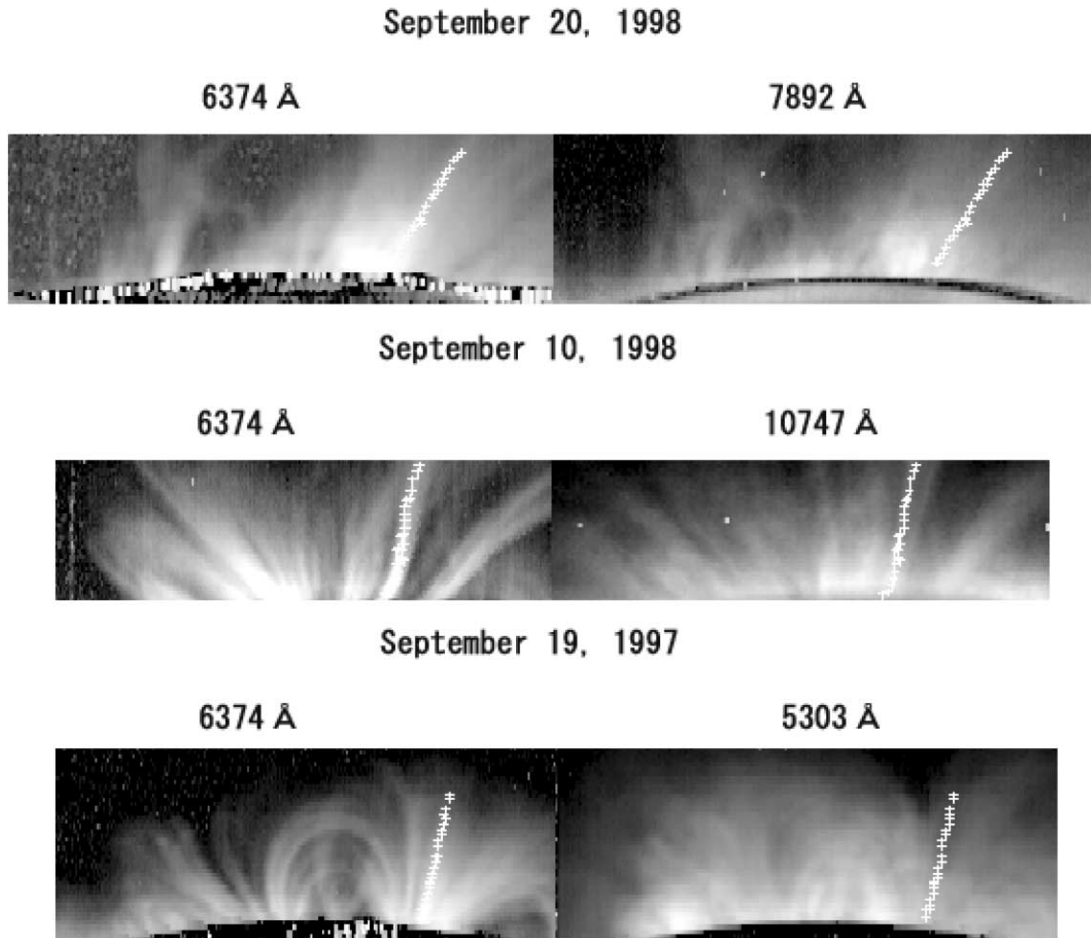 September 20, 1998
6374 Å 7892 Å
September 10, 1998
6374 Å 10747 Å
September 19, 1997
6374 Å 5303 Å